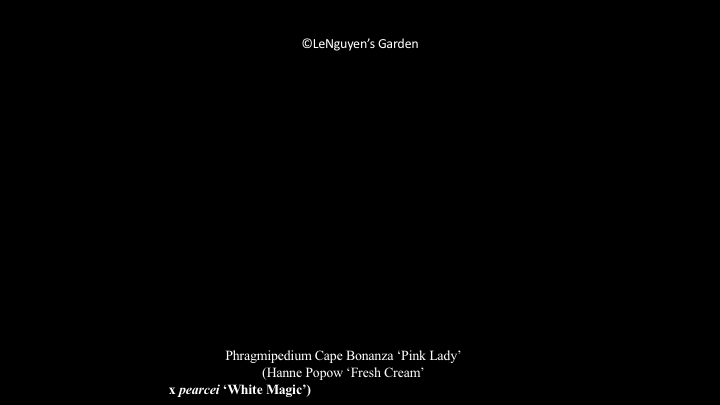 ©LeNguyen’s Garden
Phragmipedium Cape Bonanza ‘Pink Lady’
(Hanne Popow ‘Fresh Cream’
x pearcei ‘White Magic’)